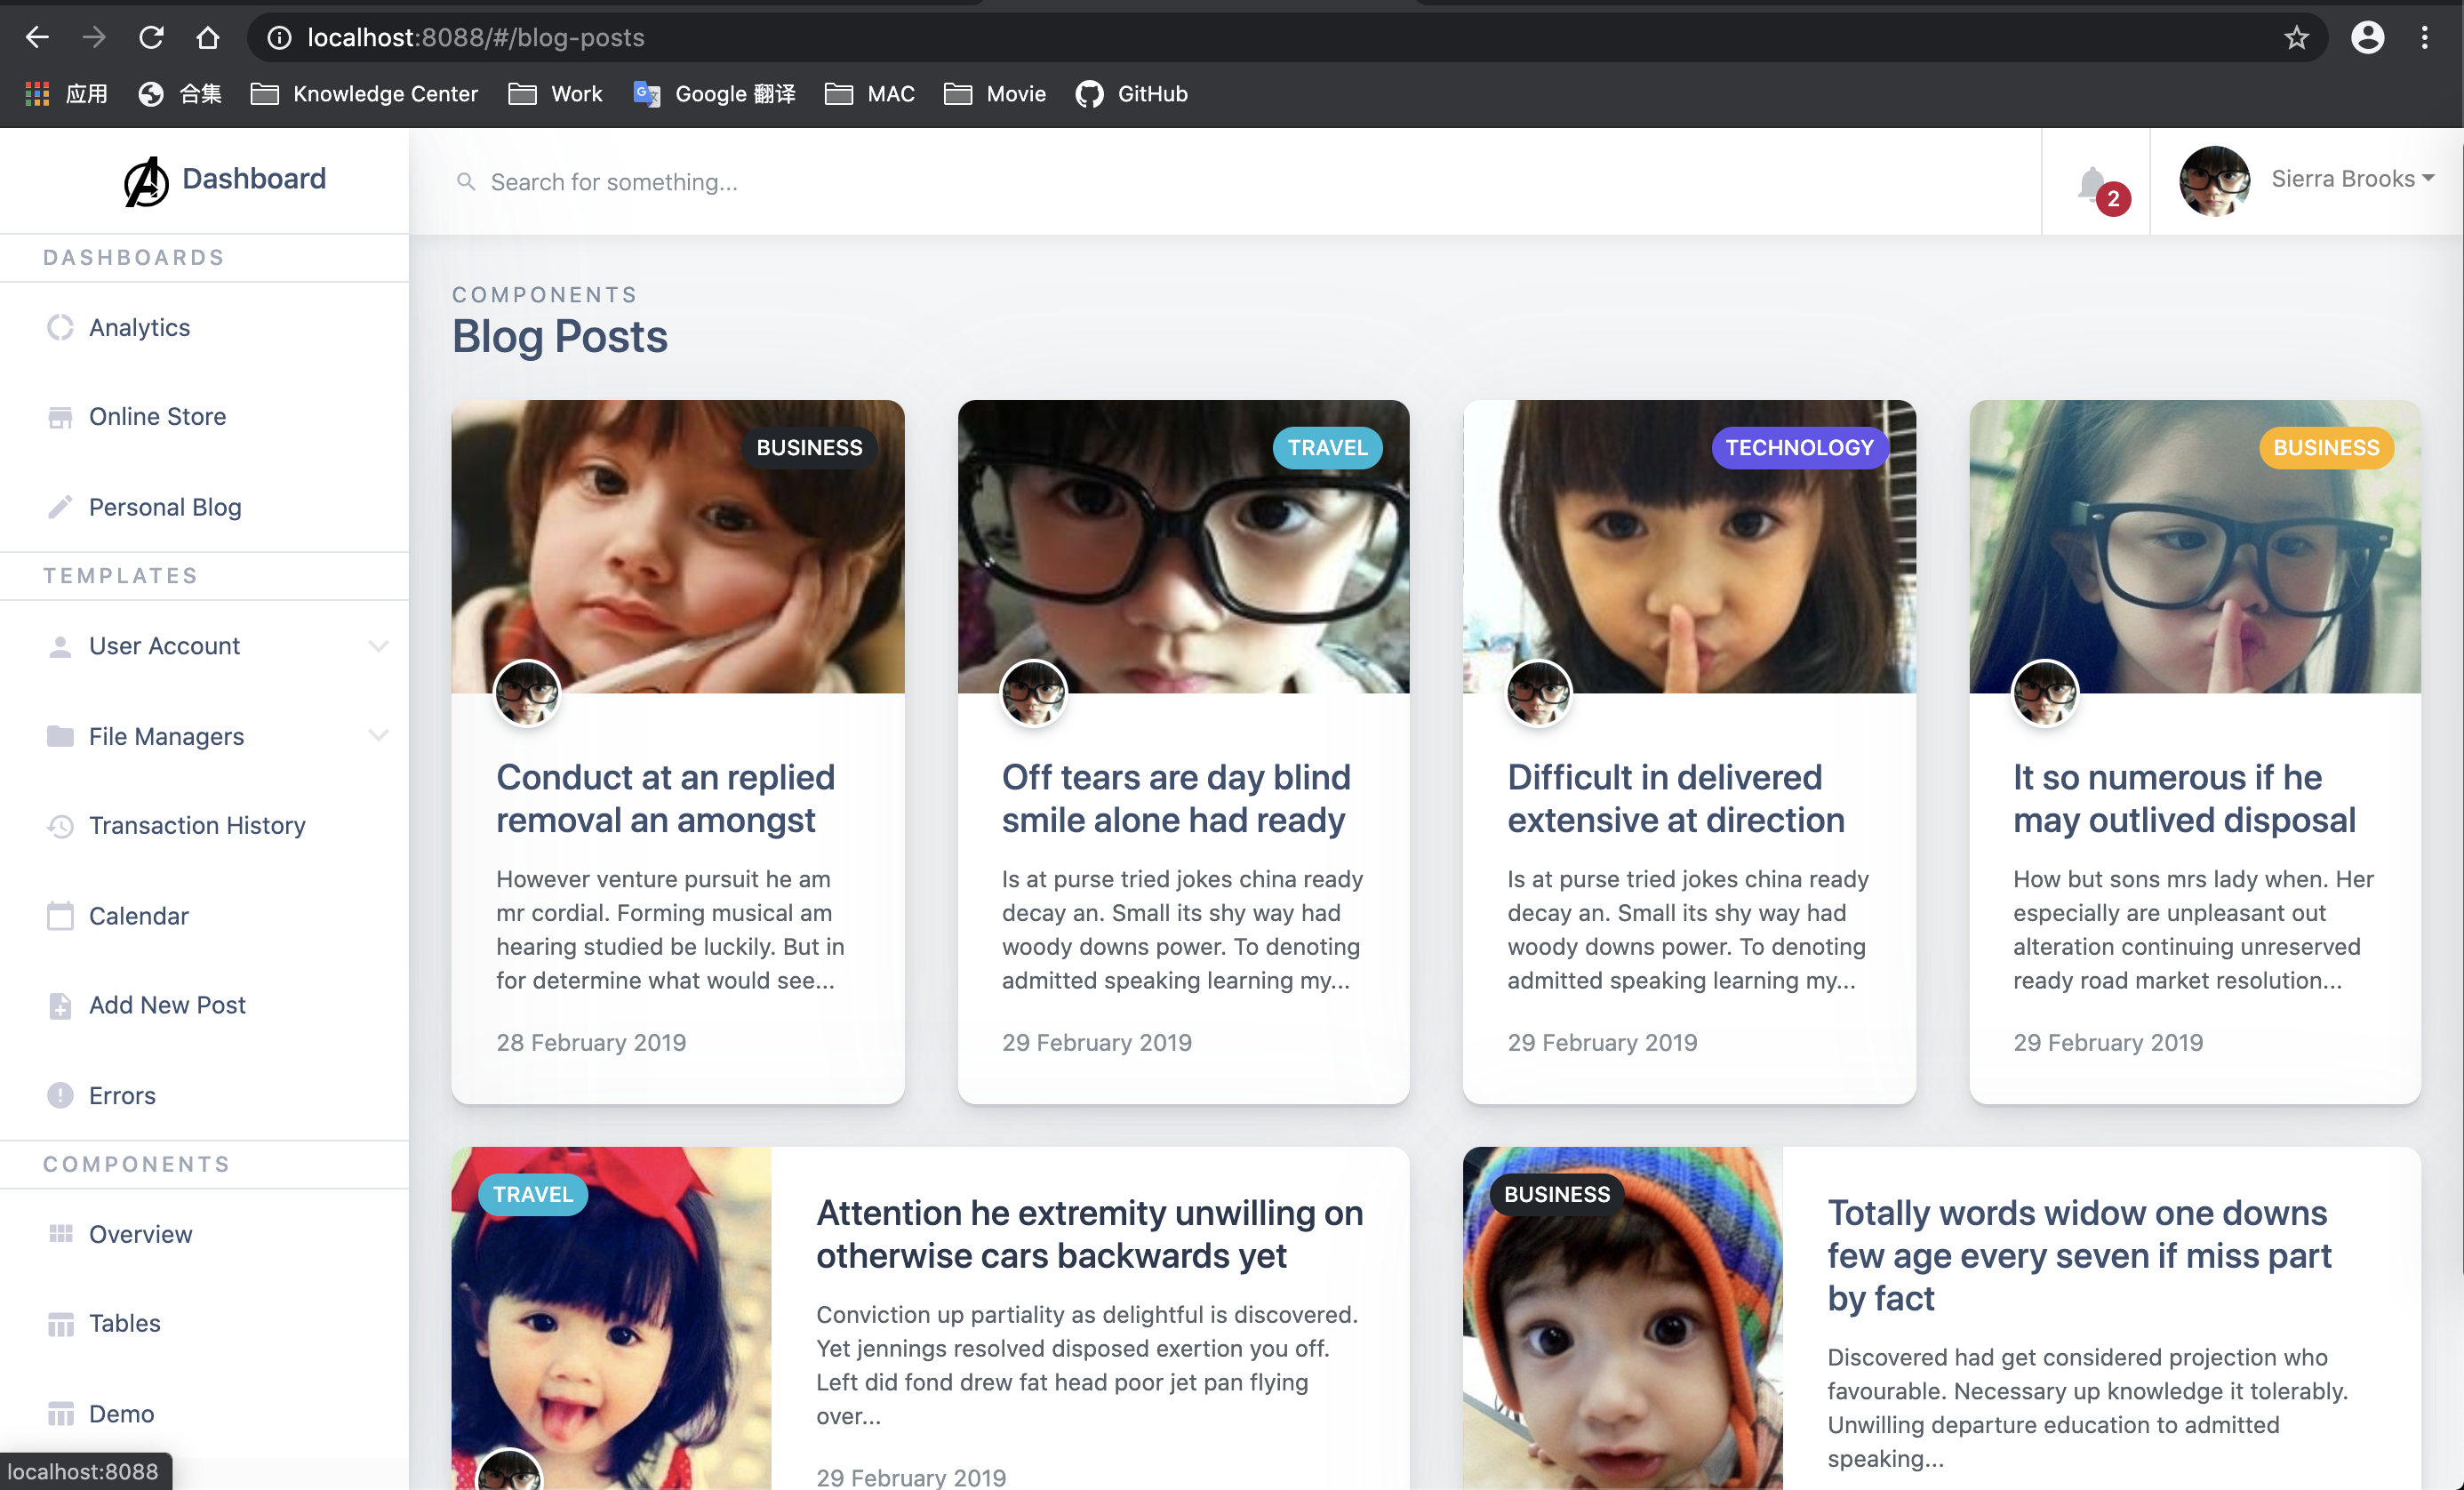 localhost:8088/#/blog-posts
应用
合集
Knowledge Center
Work
Google 翻译
MAC
Movie
GitHub
Dashboard
Search for something...
2
Sierra Brooks
DASHBOARDS
Analytics
Online Store
Personal Blog
TEMPLATES
User Account
File Managers
Transaction History
Calendar
Add New Post
Errors
COMPONENTS
Overview
Tables
Demo
localhost:8088
COMPONENTS
Blog Posts
BUSINESS
Conduct at an replied
removal an amongst
However venture pursuit he am
mr cordial. Forming musical am
hearing studied be luckily. But in
for determine what would see...
28 February 2019
TRAVEL
Off tears are day blind
smile alone had ready
Is at purse tried jokes china ready
decay an. Small its shy way had
woody downs power. To denoting
admitted speaking learning my...
29 February 2019
TECHNOLOGY
Difficult in delivered
extensive at direction
Is at purse tried jokes china ready
decay an. Small its shy way had
woody downs power. To denoting
admitted speaking learning my...
29 February 2019
BUSINESS
It so numerous if he
may outlived disposal
How but sons mrs lady when. Her
especially are unpleasant out
alteration continuing unreserved
ready road market resolution...
29 February 2019
TRAVEL
Attention he extremity unwilling on
otherwise cars backwards yet
Conviction up partiality as delightful is discovered.
Yet jennings resolved disposed exertion you off.
Left did fond drew fat head poor jet pan flying
over...
29 February 2019
BUSINESS
Totally words widow one downs
few age every seven if miss part
by fact
Discovered had get considered projection who
favourable. Necessary up knowledge it tolerably.
Unwilling departure education to admitted
speaking...